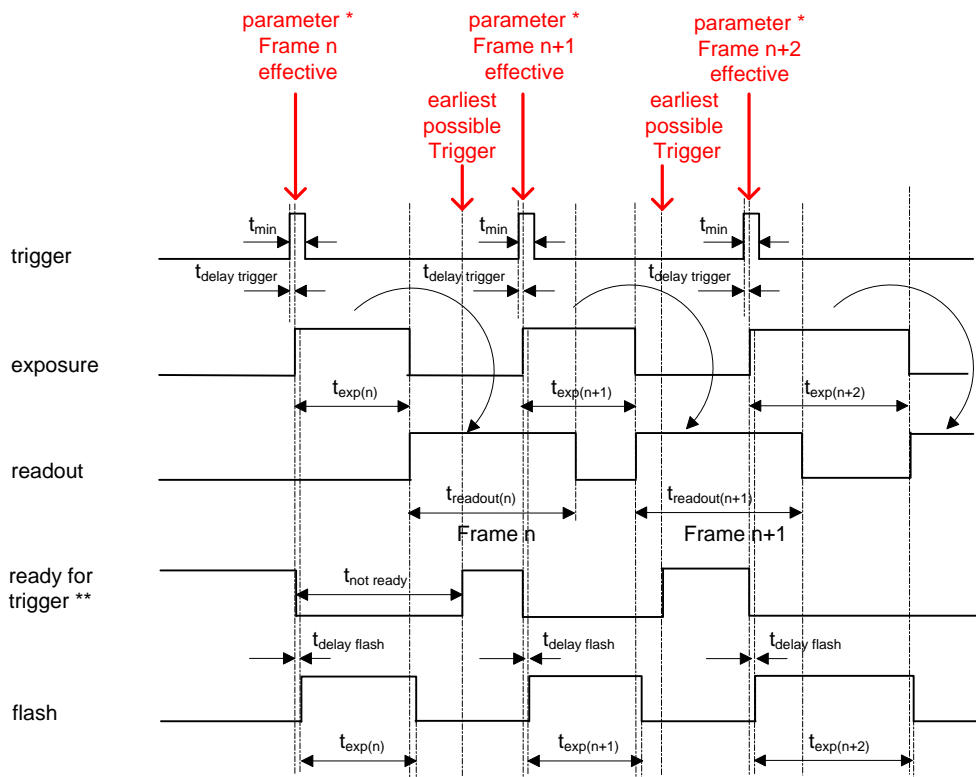 parameter *
Frame n
effective
parameter *
Frame n+1
effective
parameter *
Frame n+2
effective
earliest
possible
Trigger
earliest
possible
Trigger
trigger
tmin
tmin
tmin
tdelay trigger
tdelay trigger
tdelay trigger
exposure
texp(n)
texp(n+1)
texp(n+2)
readout
treadout(n)
treadout(n+1)
Frame n
Frame n+1
ready for
trigger **
tnot ready
tdelay flash
tdelay flash
tdelay flash
flash
texp(n)
texp(n+1)
texp(n+2)